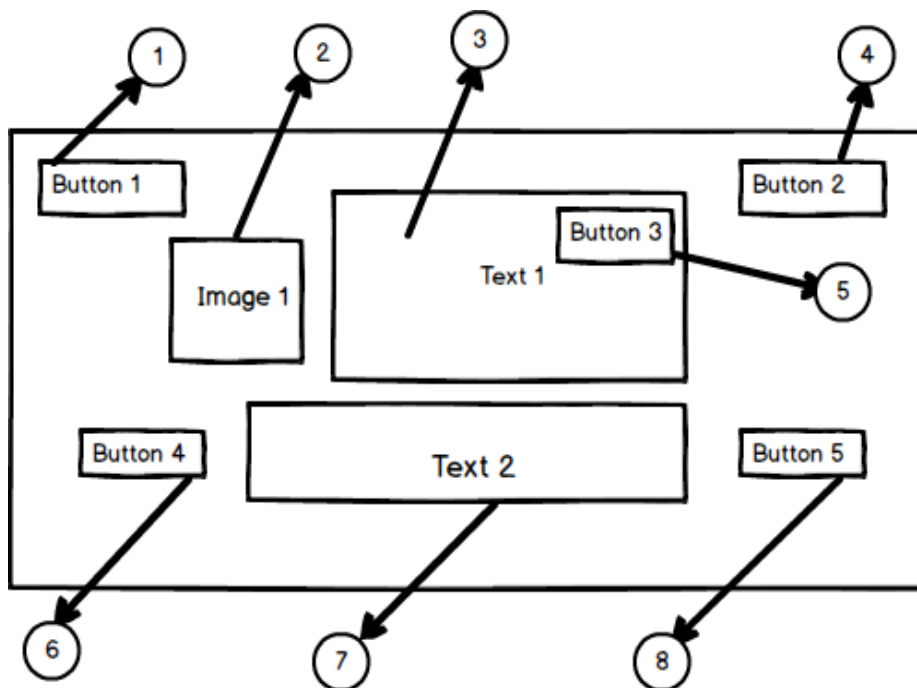 1
2
3
4
Button 1
Button 2
Button 3
Text 1
Image 1
5
Button 4
Text 2
Button 5
6
7
8